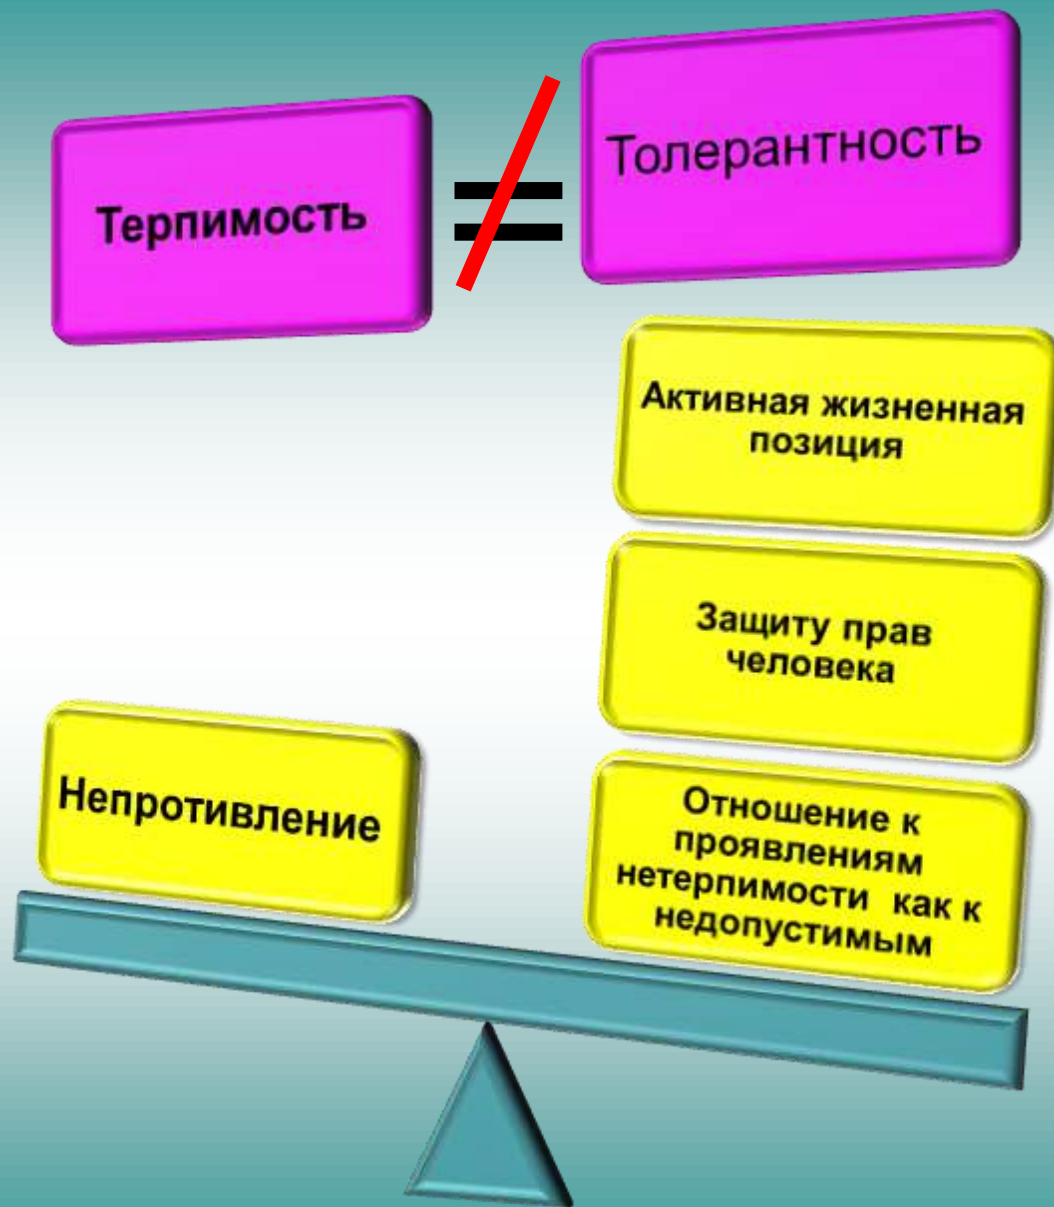 Терпимость
≠
Толерантность
Активная жизненная
позиция
Защиту прав
человека
Непротивление
Отношение к
проявлениям
нетерпимости как к
недопустимым